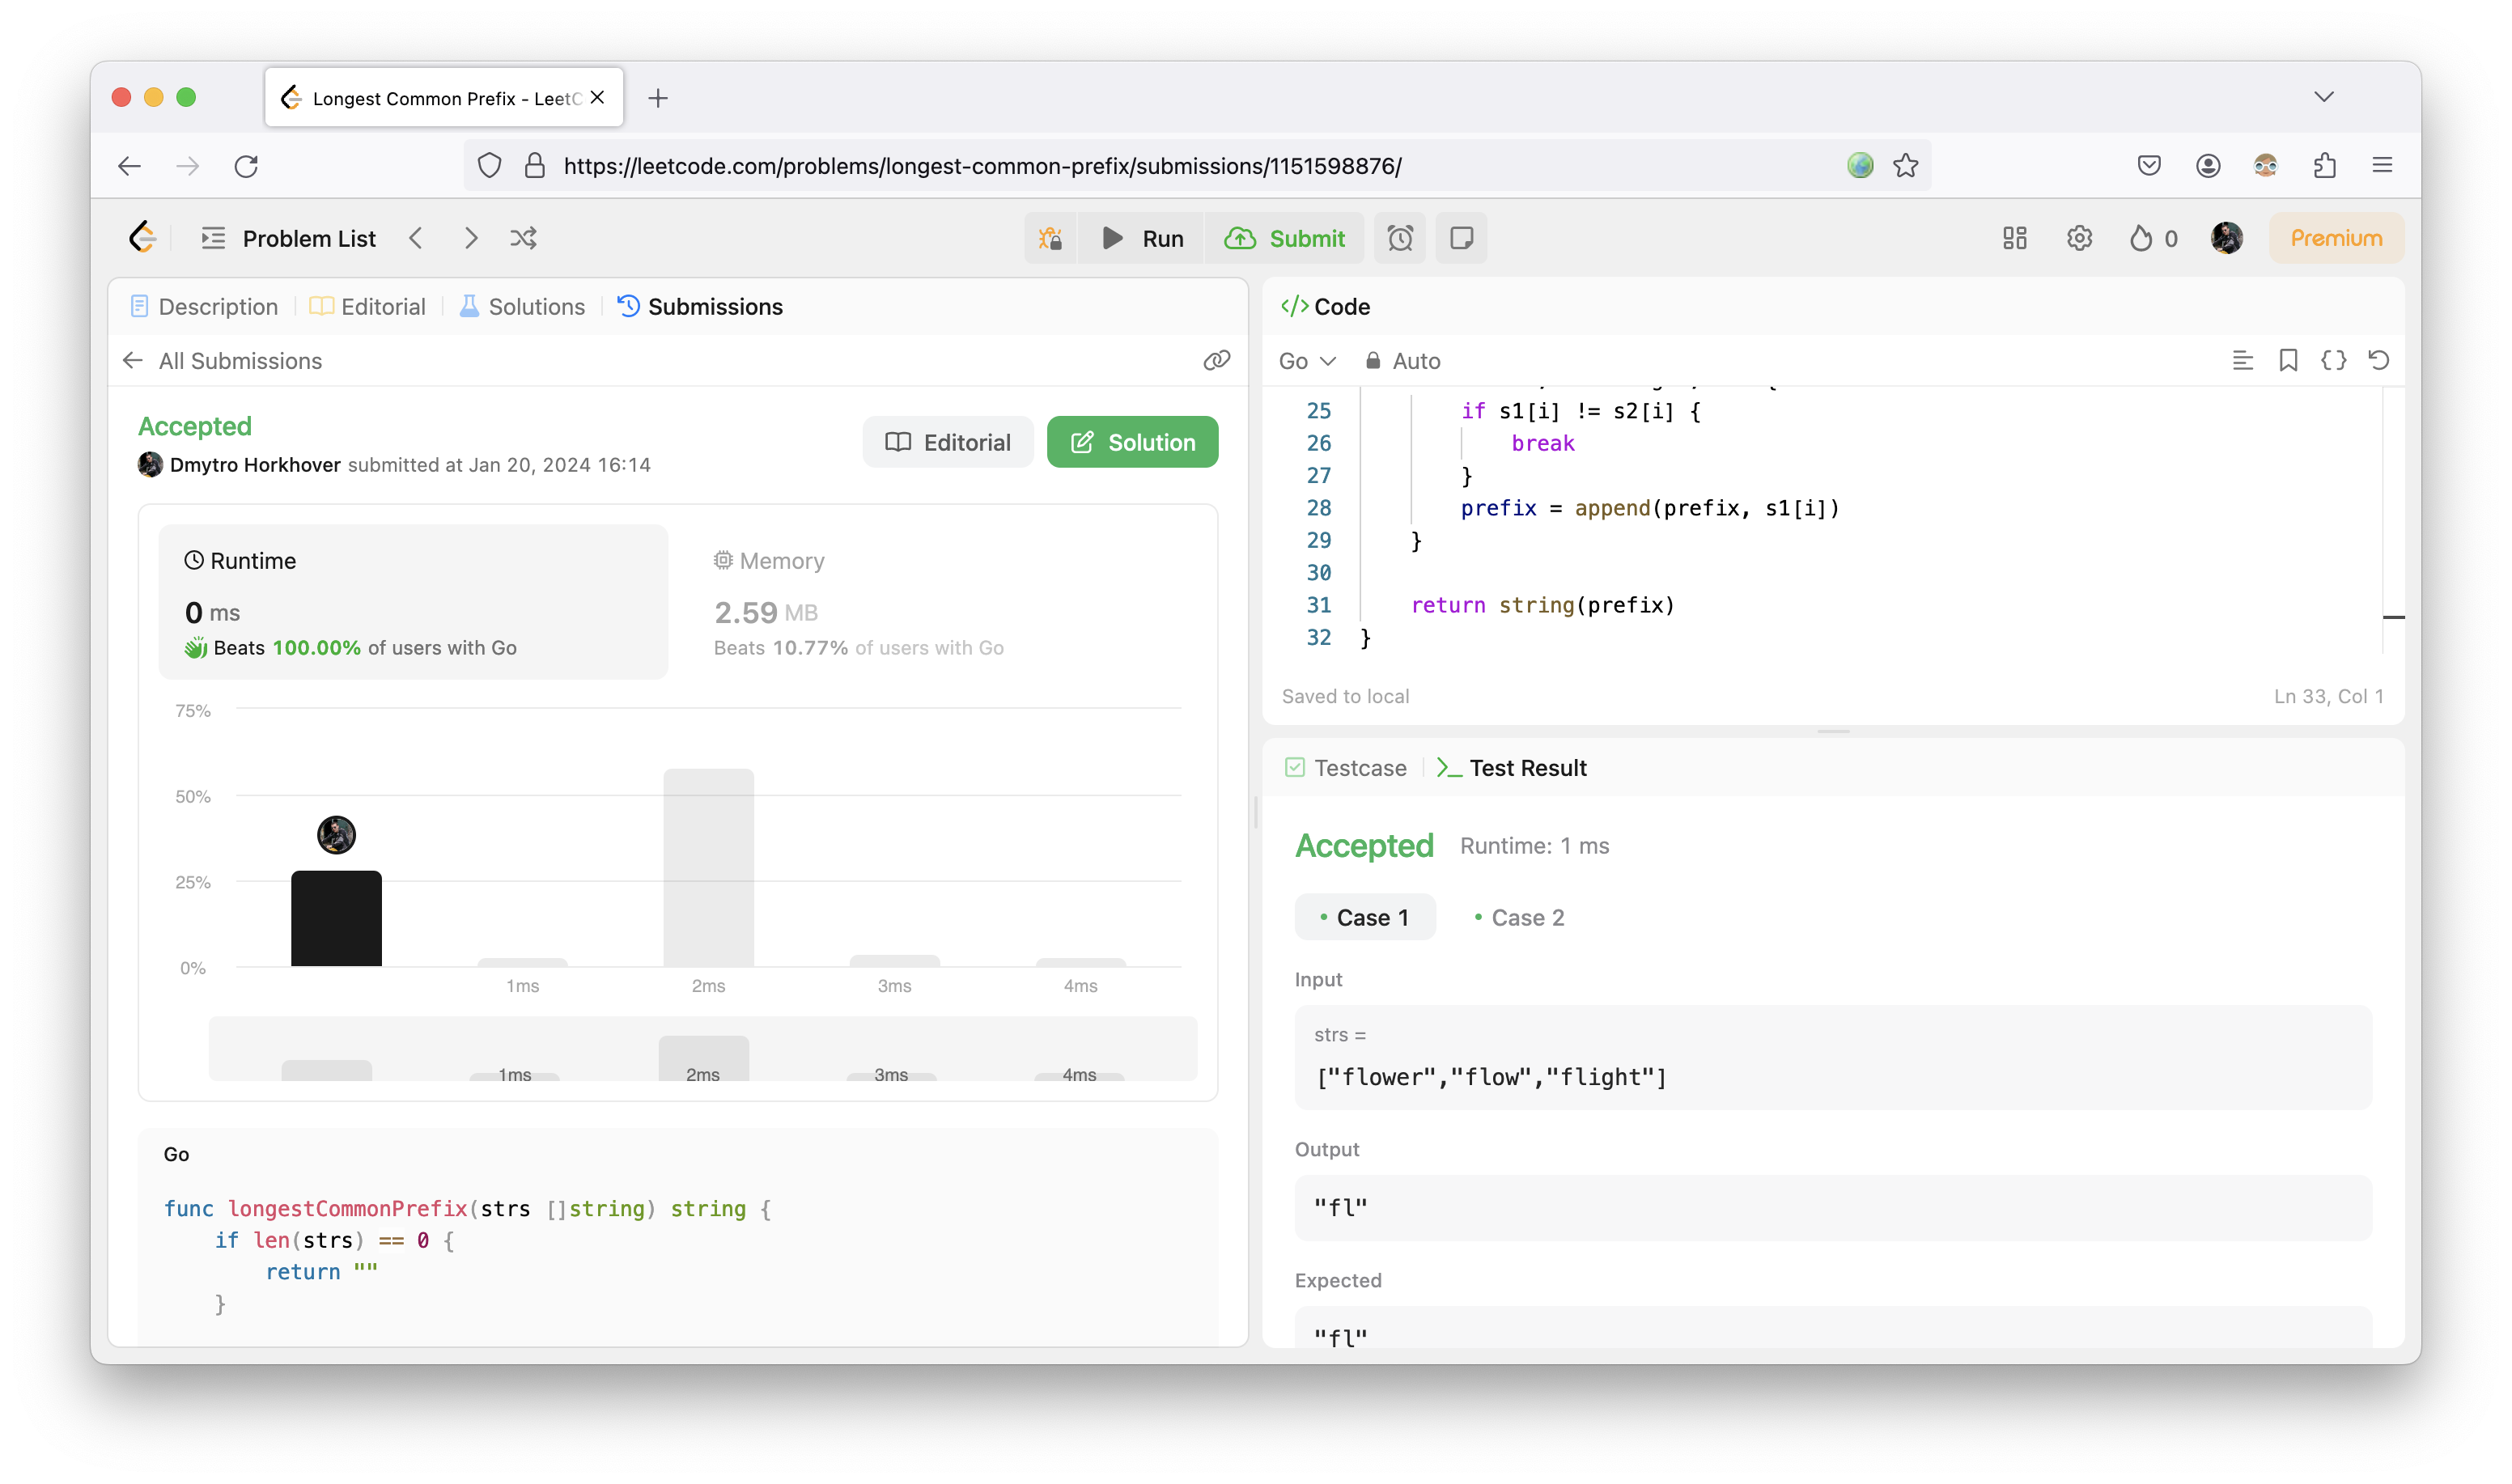 Longest Common Prefix - LeetC
https://leetcode.com/problems/longest-common-prefix/submissions/1151598876/
Problem List
Run
Submit
0
Premium
Description
Editorial
Solutions
Submissions
All Submissions
Accepted
Dmytro Horkhover submitted at Jan 20, 2024 16:14
Editorial
Solution
Runtime
0 ms
Beats 100.00% of users with Go
Memory
2.59 MB
Beats 10.77% of users with Go
75%
50%
25%
0%
1ms
2ms
3ms
4ms
1ms
2ms
3ms
4ms
Go
func longestCommonPrefix(strs []string) string {
    if len(strs) == 0 {
        return ""
    }
</> Code
Go
Auto
25 if s1[i] != s2[i] {
26 break
27 }
28 prefix = append(prefix, s1[i])
29 }
30
31 return string(prefix)
32 }
Saved to local
Ln 33, Col 1
Testcase
Test Result
Accepted
Runtime: 1 ms
• Case 1
• Case 2
Input
strs =
["flower","flow","flight"]
Output
"fl"
Expected
"fl"